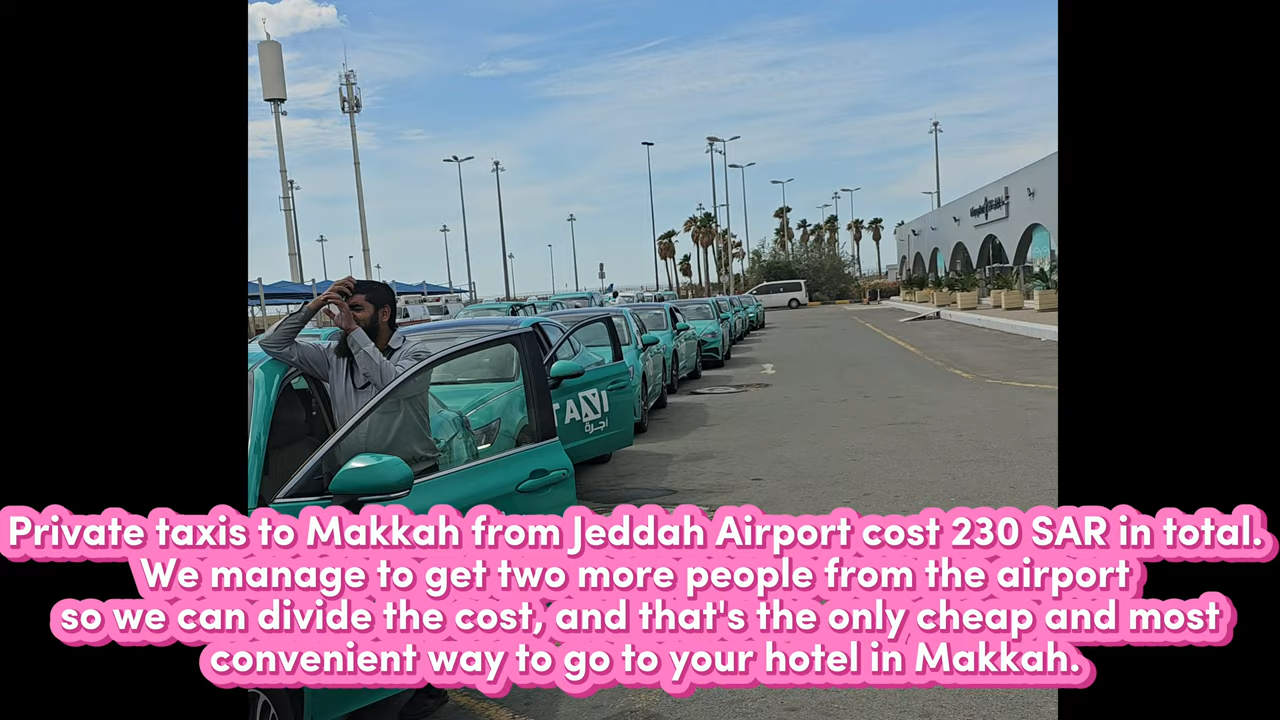 TAXI
أجرة
Private taxis to Makkah from Jeddah Airport cost 230 SAR in total.
We manage to get two more people from the airport
so we can divide the cost, and that's the only cheap and most
convenient way to go to your hotel in Makkah.